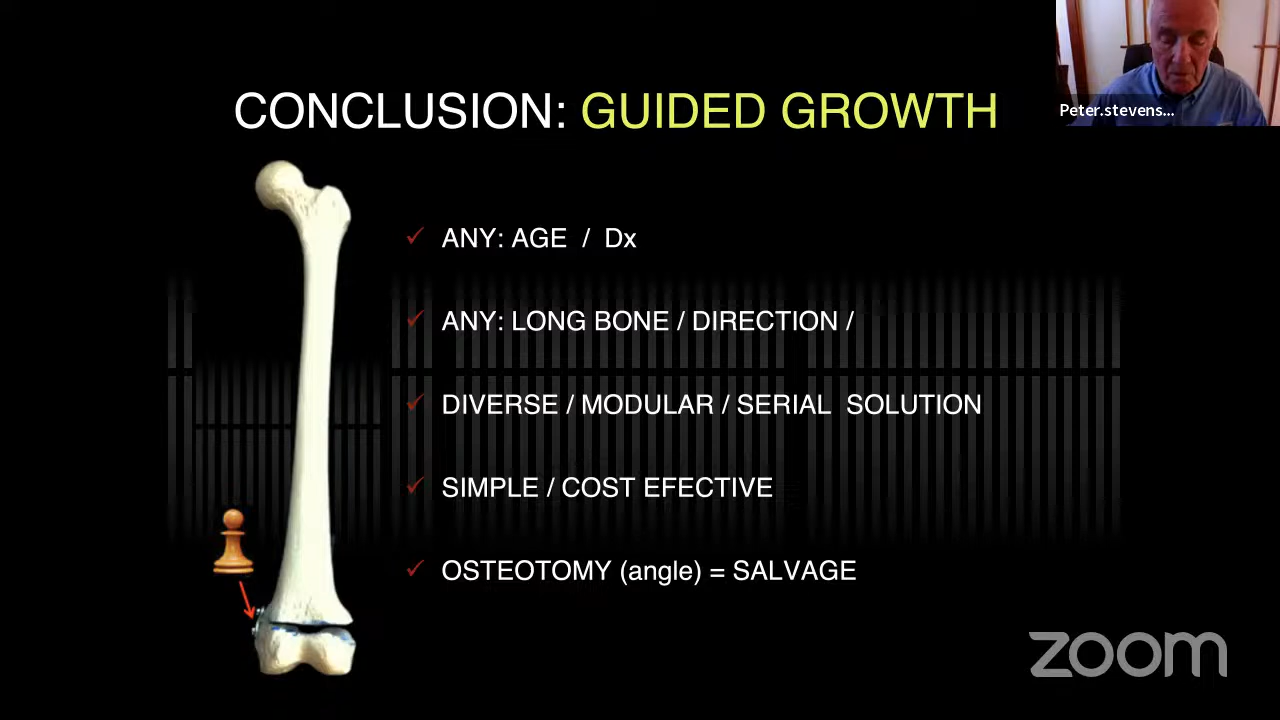 CONCLUSION: GUIDED GROWTH
Peter.stevens...
ANY: AGE / Dx
ANY: LONG BONE / DIRECTION /
DIVERSE / MODULAR / SERIAL SOLUTION
SIMPLE / COST EFECTIVE
OSTEOTOMY (angle) = SALVAGE
zoom